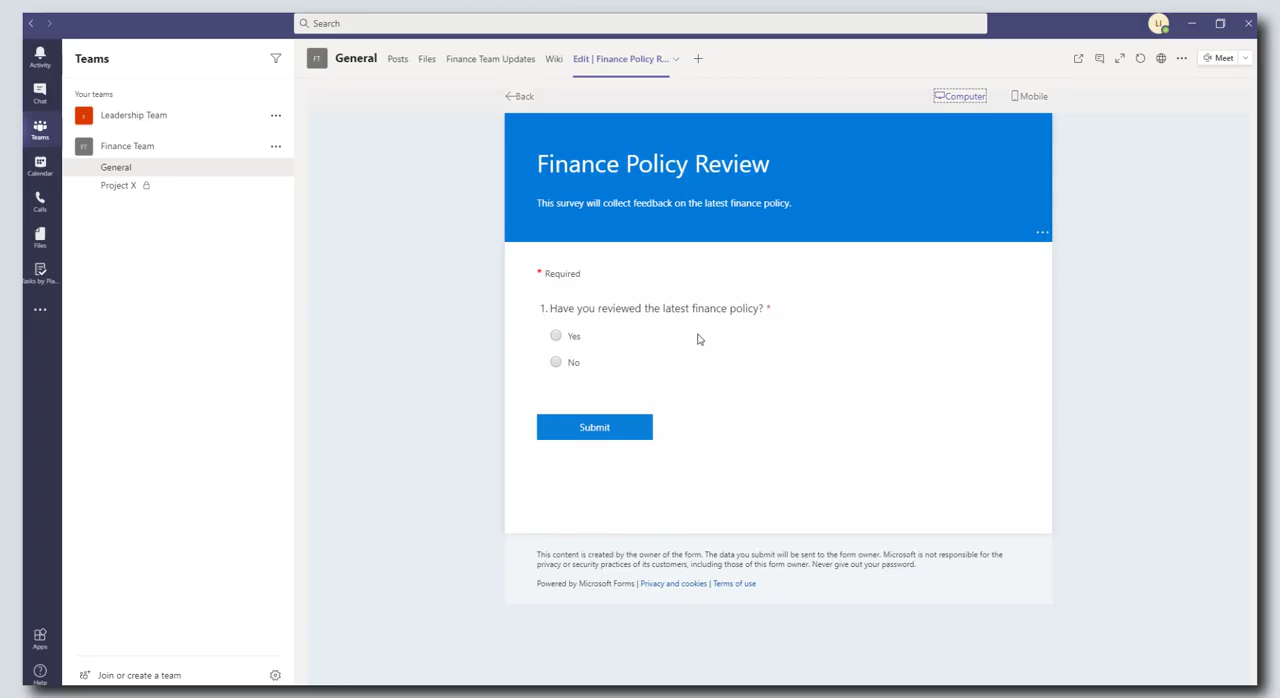 Search
LI
Activity
Chat
Teams
Calendar
Calls
Files
Tasks by Pla...
Apps
Help
Teams
Your teams
Leadership Team
FT Finance Team
General
Project X
Join or create a team
FT General Posts Files Finance Team Updates Wiki Edit | Finance Policy R...
Meet
Back
Computer
Mobile
Finance Policy Review
This survey will collect feedback on the latest finance policy.
* Required
1. Have you reviewed the latest finance policy? *
Yes
No
Submit
This content is created by the owner of the form. The data you submit will be sent to the form owner. Microsoft is not responsible for the
privacy or security practices of its customers, including those of this form owner. Never give out your password.
Powered by Microsoft Forms | Privacy and cookies | Terms of use